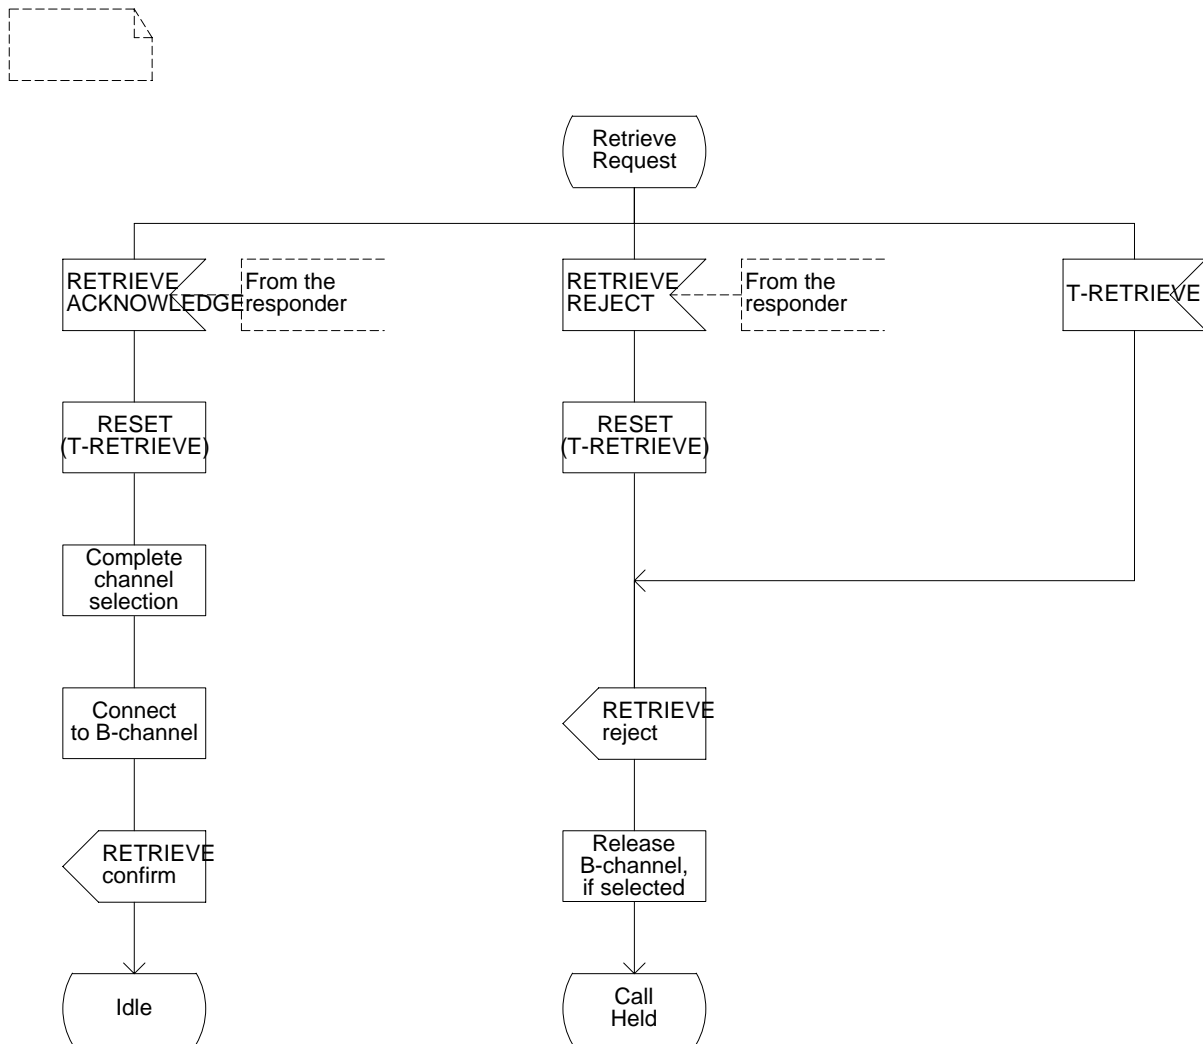 Retrieve
Request
RETRIEVE
ACKNOWLEDGE
From the
responder
RETRIEVE
REJECT
From the
responder
T-RETRIEVE
RESET
(T-RETRIEVE)
RESET
(T-RETRIEVE)
Complete
channel
selection
Connect
to B-channel
RETRIEVE
reject
RETRIEVE
confirm
Release
B-channel,
if selected
Idle
Call
Held